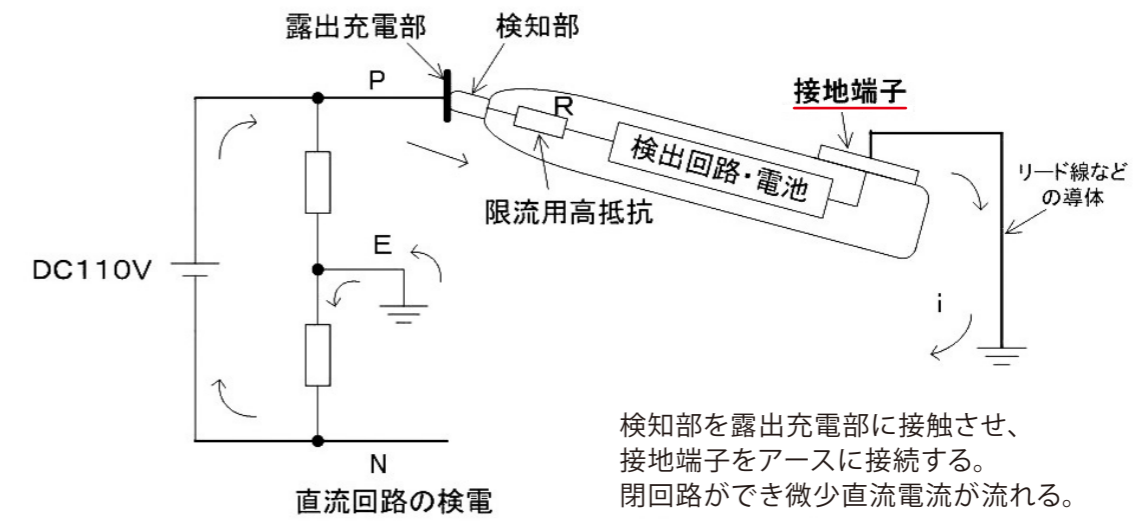 露出充電部
検知部
P
R
接地端子
検出回路・電池
リード線など
の導体
限流用高抵抗
E
DC110V
i
N
直流回路の検電
検知部を露出充電部に接触させ、
接地端子をアースに接続する。
閉回路ができ微少直流電流が流れる。